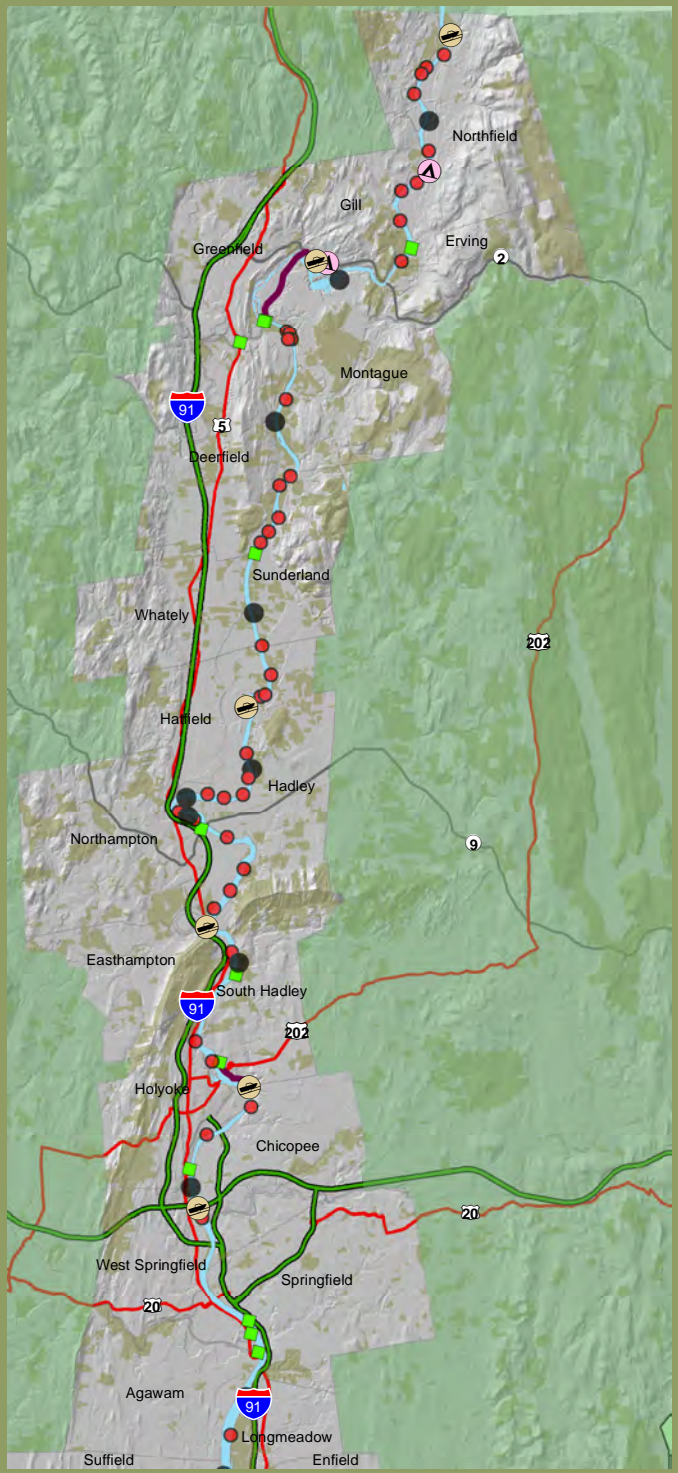 Northfield
Gill
Erving
Greenfield
2
Montague
91
5
Deerfield
Sunderland
Whately
202
Hatfield
Hadley
Northampton
9
Easthampton
South Hadley
91
202
Holyoke
Chicopee
20
West Springfield
Springfield
20
Agawam
91
Longmeadow
Suffield
Enfield